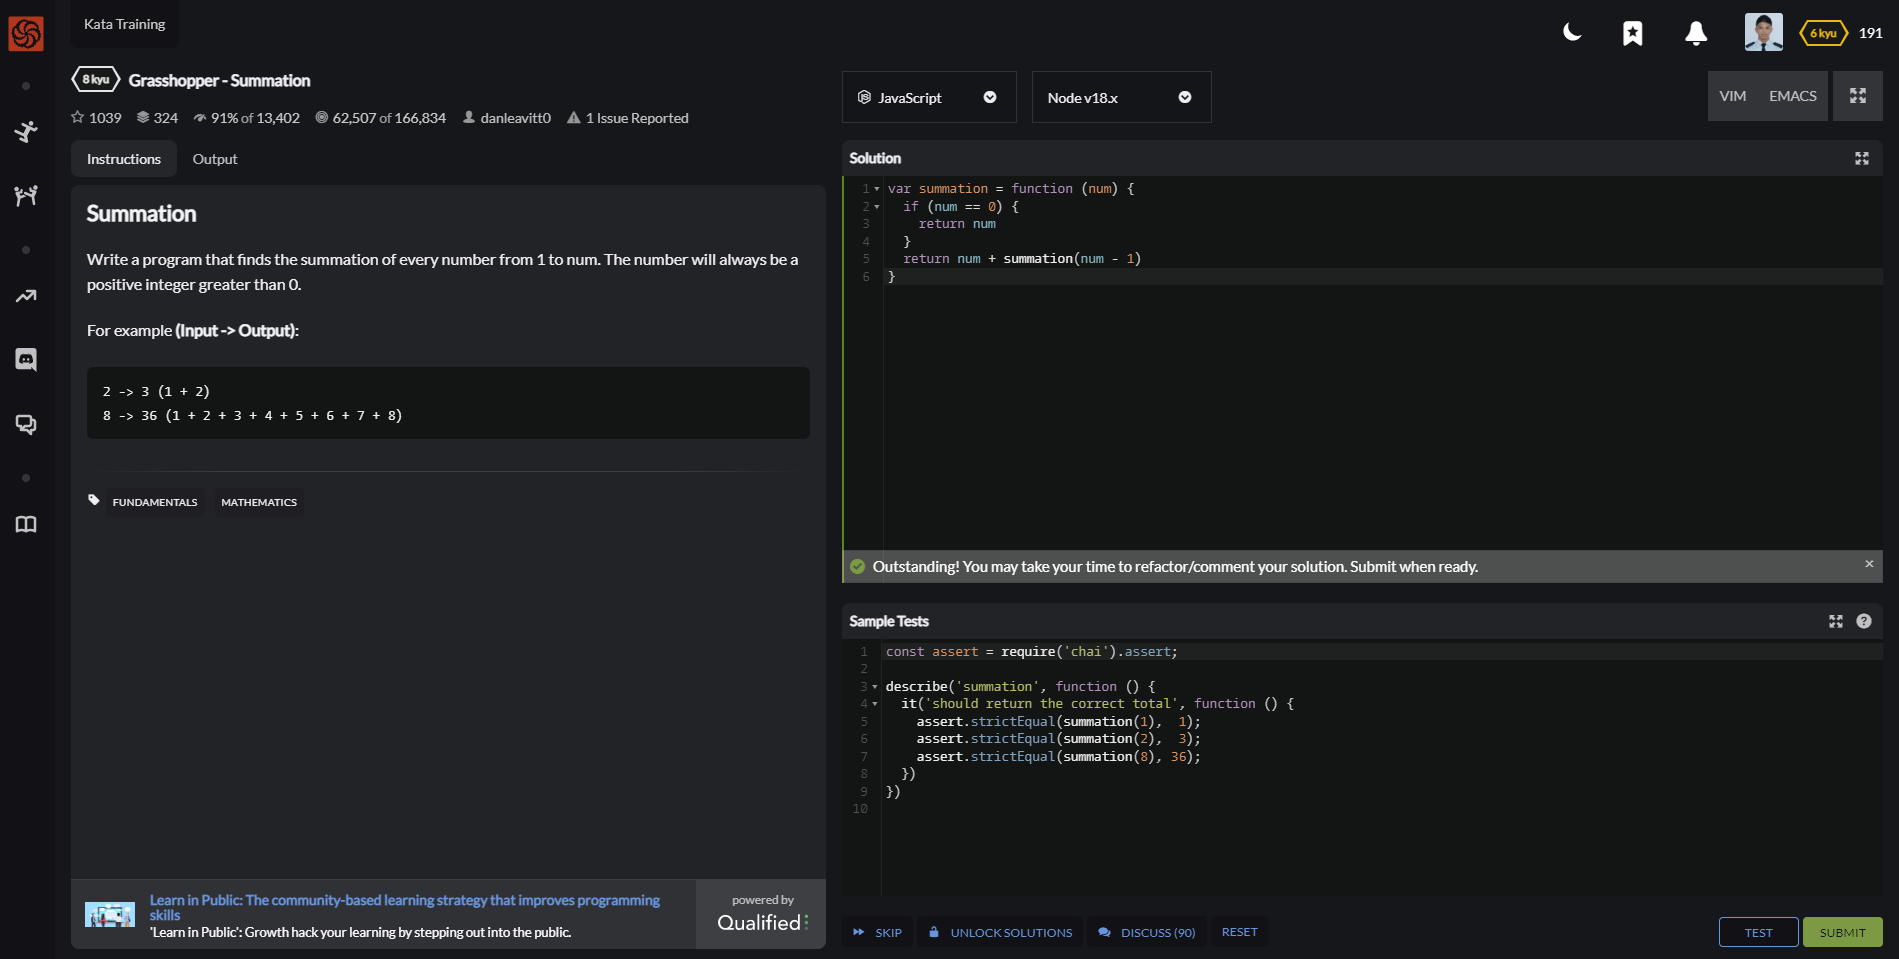 Kata Training
6 kyu 191
8 kyu Grasshopper - Summation
1039 324 91% of 13,402 62,507 of 166,834 danleavitt0 1 Issue Reported
Instructions Output
Summation
Write a program that finds the summation of every number from 1 to num. The number will always be a
positive integer greater than 0.
For example (Input -> Output):
2 -> 3 (1 + 2)
8 -> 36 (1 + 2 + 3 + 4 + 5 + 6 + 7 + 8)
FUNDAMENTALS MATHEMATICS
Learn in Public: The community-based learning strategy that improves programming
skills
'Learn in Public': Growth hack your learning by stepping out into the public.
powered by
Qualified
JavaScript Node v18.x VIM EMACS
Solution
1 var summation = function (num) {
2 if (num == 0) {
3 return num
4 }
5 return num + summation(num - 1)
6 }
Outstanding! You may take your time to refactor/comment your solution. Submit when ready. ×
Sample Tests ?
1 const assert = require('chai').assert;
2
3 describe('summation', function () {
4 it('should return the correct total', function () {
5 assert.strictEqual(summation(1), 1);
6 assert.strictEqual(summation(2), 3);
7 assert.strictEqual(summation(8), 36);
8 })
9 })
10
SKIP UNLOCK SOLUTIONS DISCUSS (90) RESET TEST SUBMIT